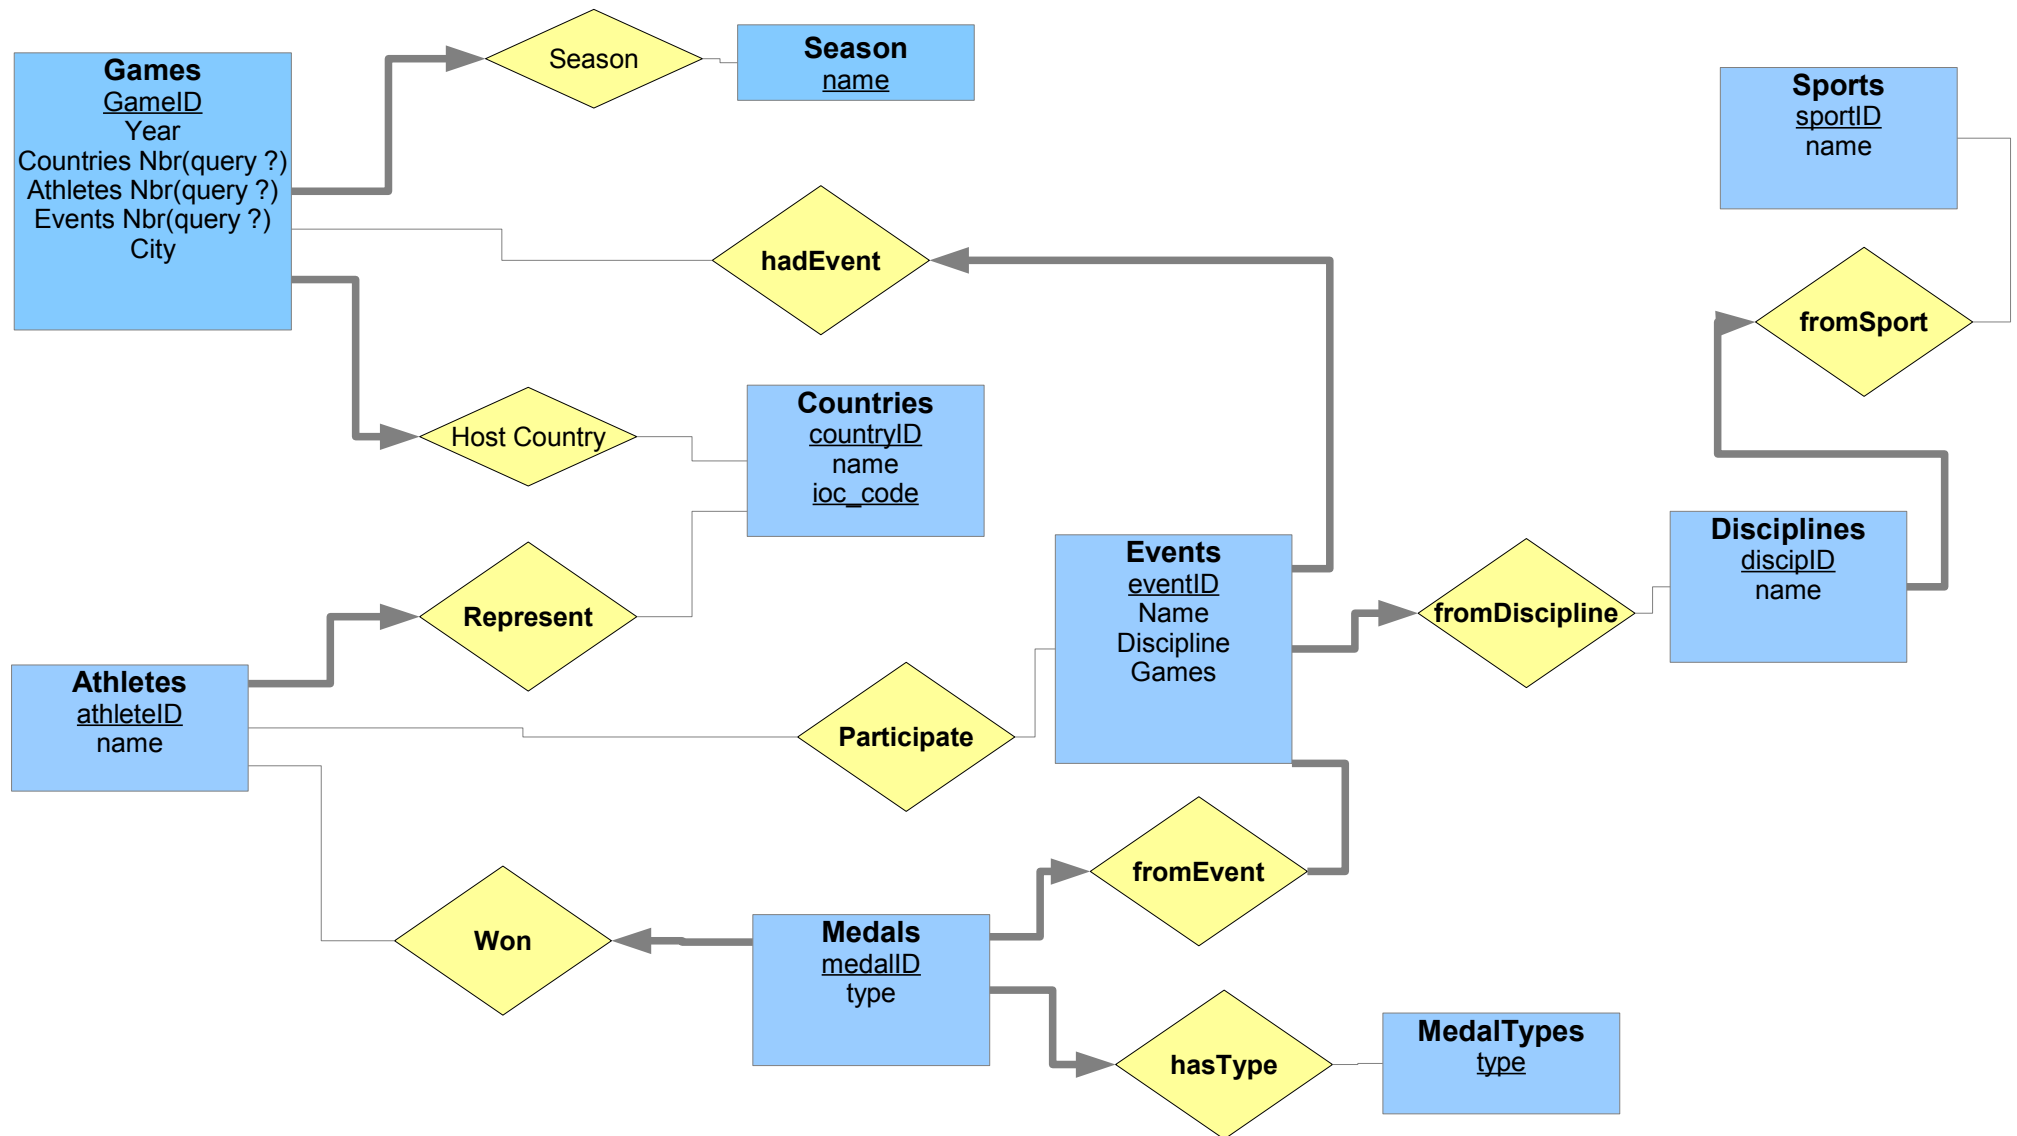 Games
GameID
Year
Countries Nbr(query ?)
Athletes Nbr(query ?)
Events Nbr(query ?)
City
Season
Season
name
Sports
sportID
name
hadEvent
fromSport
Host Country
Countries
countryID
name
ioc_code
Represent
Events
eventID
Name
Discipline
Games
fromDiscipline
Disciplines
discipID
name
Athletes
athleteID
name
Participate
fromEvent
Won
Medals
medalID
type
hasType
MedalTypes
type